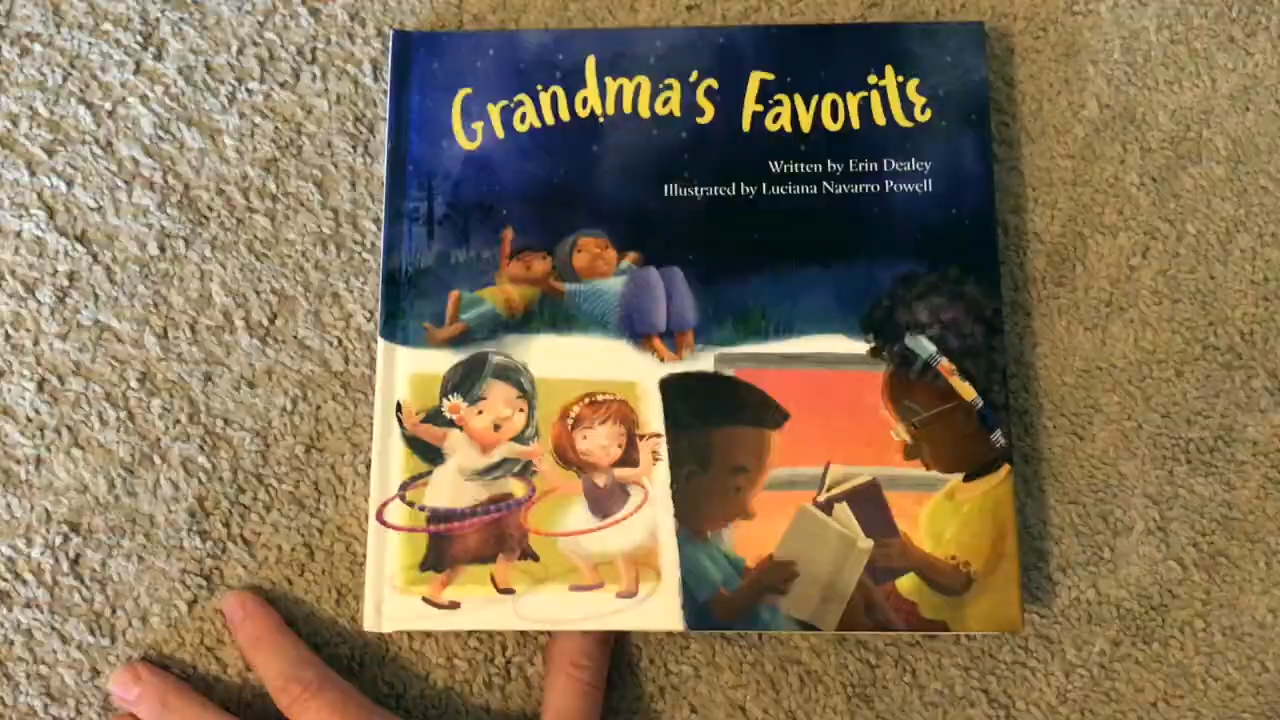 Grandma's Favorite
Written by Erin Dealey
Illustrated by Luciana Navarro Powell